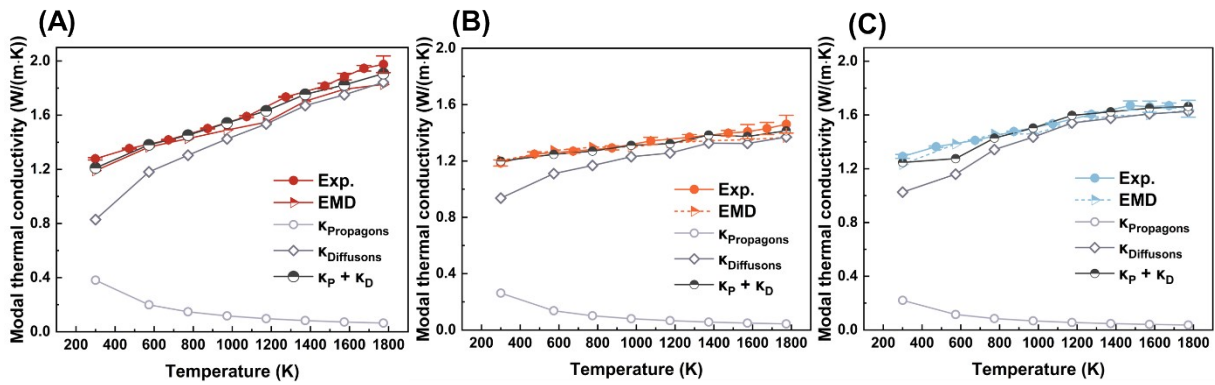 (A)
Modal thermal conductivity (W/(m·K))
2.0
1.6
1.2
0.8
0.4
0.0
Exp.
EMD
κPropagons
κDiffusons
κP + κD
200 400 600 800 1000 1200 1400 1600 1800
Temperature (K)
(B)
Modal thermal conductivity (W/(m·K))
2.0
1.6
1.2
0.8
0.4
0.0
Exp.
EMD
κPropagons
κDiffusons
κP + κD
200 400 600 800 1000 1200 1400 1600 1800
Temperature (K)
(C)
Modal thermal conductivity (W/(m·K))
2.0
1.6
1.2
0.8
0.4
0.0
Exp.
EMD
κPropagons
κDiffusons
κP + κD
200 400 600 800 1000 1200 1400 1600 1800
Temperature (K)